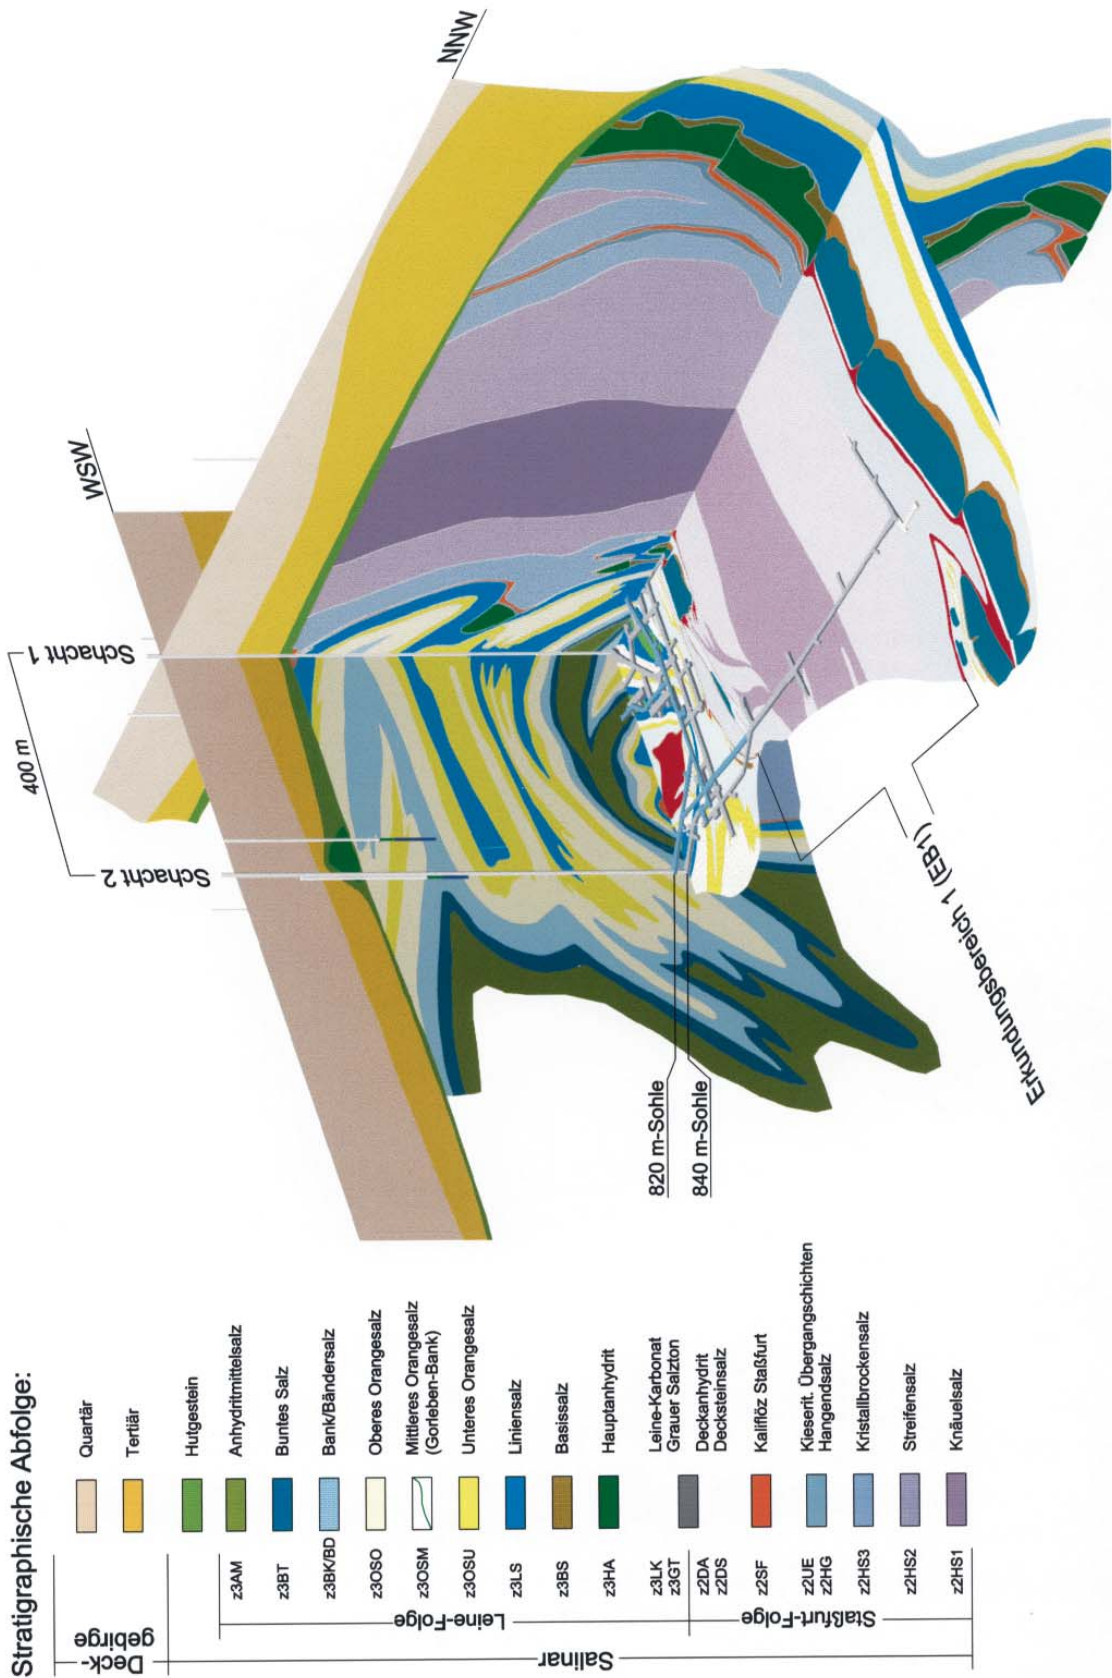 Stratigraphische Abfolge:
Deck-
gebirge
Salinar
Leine-Folge
Staßfurt-Folge
Quartär
Tertiär
Hutgestein
z3AM Anhydritmittelsalz
z3BT Buntes Salz
z3BK/BD Bank/Bändersalz
z3OSO Oberes Orangesalz
z3OSM Mittleres Orangesalz
(Gorleben-Bank)
z3OSU Unteres Orangesalz
z3LS Liniensalz
z3BS Basissalz
z3HA Hauptanhydrit
z3LK Leine-Karbonat
z3GT Grauer Salzton
z2DA Deckanhydrit
z2DS Decksteinsalz
z2SF Kaliflöz Staßfurt
z2UE Kieserit. Übergangschichten
z2HG Hangendsalz
z2HS3 Kristallbrockensalz
z2HS2 Streifensalz
z2HS1 Knäuelsalz
WSW
NNW
400 m
Schacht 1
Schacht 2
820 m-Sohle
840 m-Sohle
Erkundungsbereich 1 (EB1)